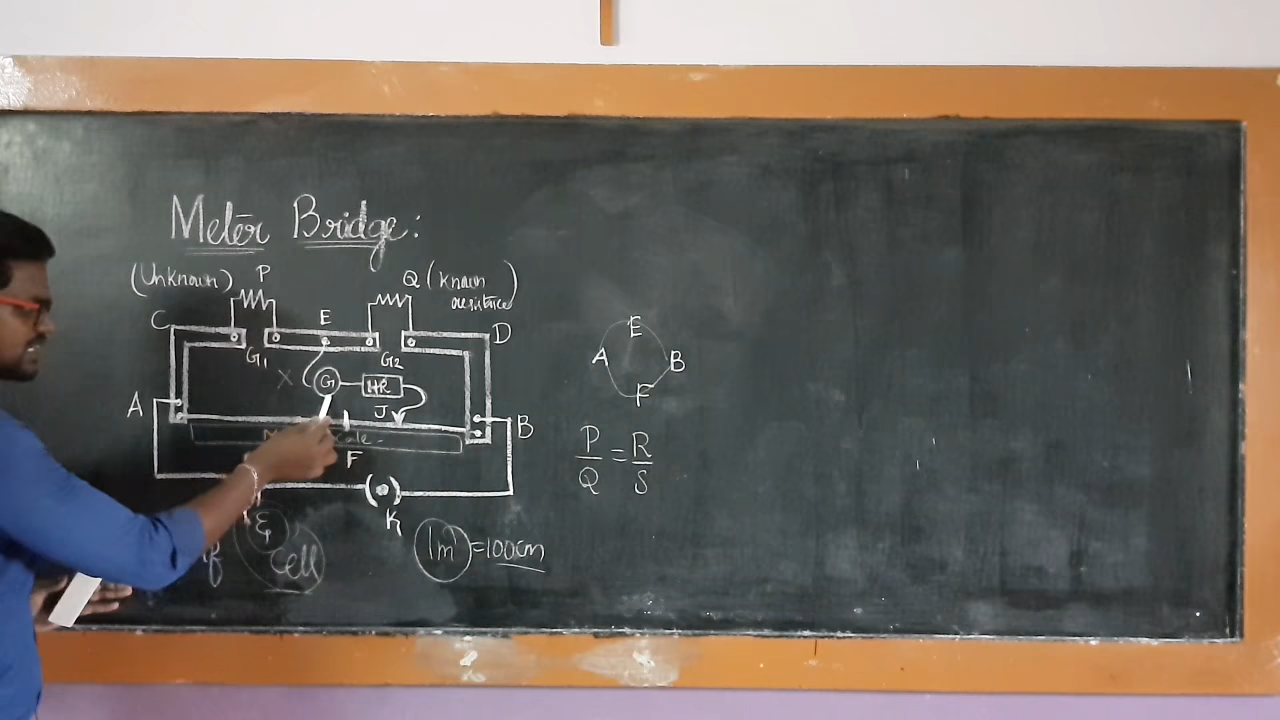 Meter Bridge:
(Unknown) P Q (known
resistance)
C E D
G1 G2
X G HR
J
A B
F
K
ξ
cell
1m = 100cm
E
A B
F
P/Q = R/S